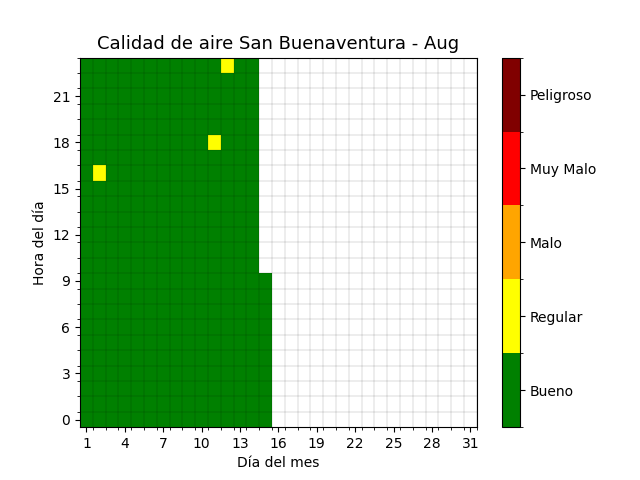 Calidad de aire San Buenaventura - Aug
Hora del día
21
18
15
12
9
6
3
0
1 4 7 10 13 16 19 22 25 28 31
Día del mes
Peligroso
Muy Malo
Malo
Regular
Bueno